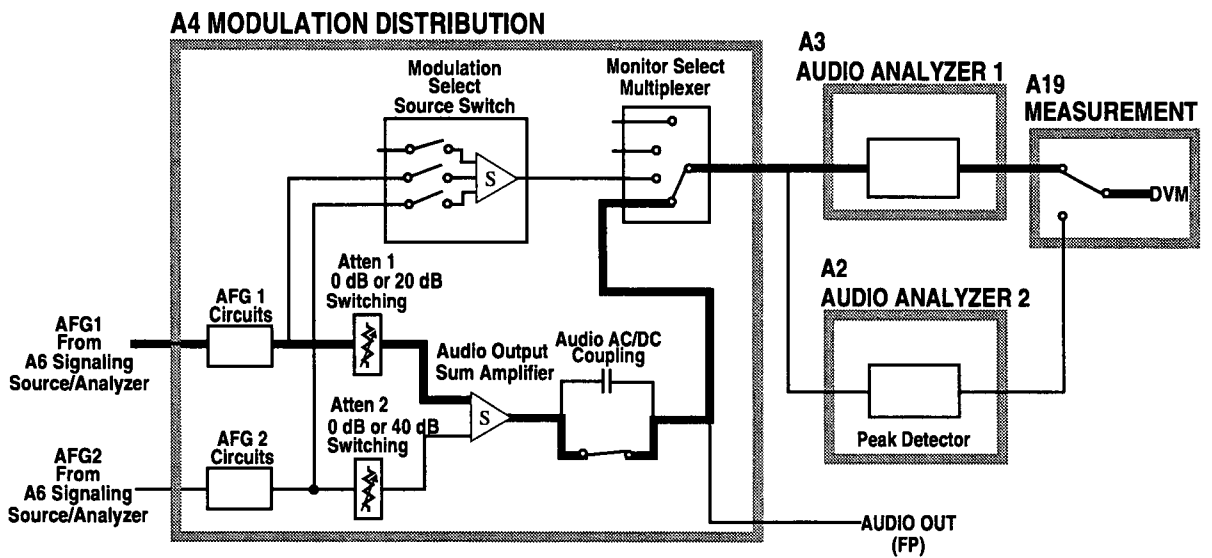 A4 MODULATION DISTRIBUTION
Modulation
Select
Source Switch
S
Monitor Select
Multiplexer
A3
AUDIO ANALYZER 1
A19
MEASUREMENT
DVM
Atten 1
0 dB or 20 dB
Switching
AFG 1
Circuits
AFG1
From
A6 Signaling
Source/Analyzer
Audio Output
Sum Amplifier
S
Audio AC/DC
Coupling
A2
AUDIO ANALYZER 2
Peak Detector
Atten 2
0 dB or 40 dB
Switching
AFG 2
Circuits
AFG2
From
A6 Signaling
Source/Analyzer
AUDIO OUT
(FP)